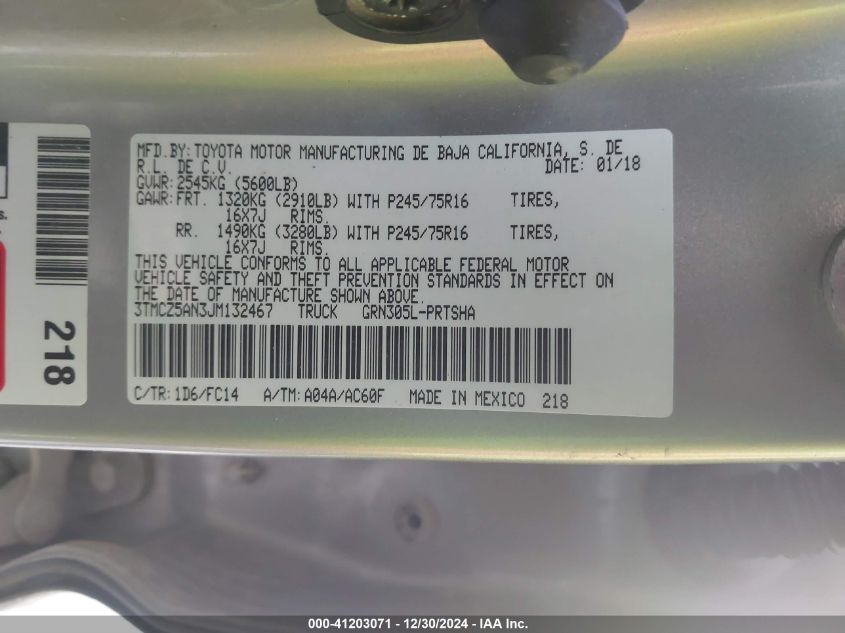 MFD.BY:TOYOTA MOTOR MANUFACTURING DE BAJA CALIFORNIA, S. DE
R.L. DE C.V. DATE: 01/18
GVWR:2545KG (5600LB)
GAWR:FRT. 1320KG (2910LB) WITH P245/75R16 TIRES,
16X7J RIMS.
RR. 1490KG (3280LB) WITH P245/75R16 TIRES,
16X7J RIMS.
THIS VEHICLE CONFORMS TO ALL APPLICABLE FEDERAL MOTOR
VEHICLE SAFETY AND THEFT PREVENTION STANDARDS IN EFFECT ON
THE DATE OF MANUFACTURE SHOWN ABOVE.
3TMCZ5AN3JM132467 TRUCK GRN305L-PRTSHA
C/TR:1D6/FC14 A/TM:A04A/AC60F MADE IN MEXICO 218
218
000-41203071 - 12/30/2024 - IAA Inc.